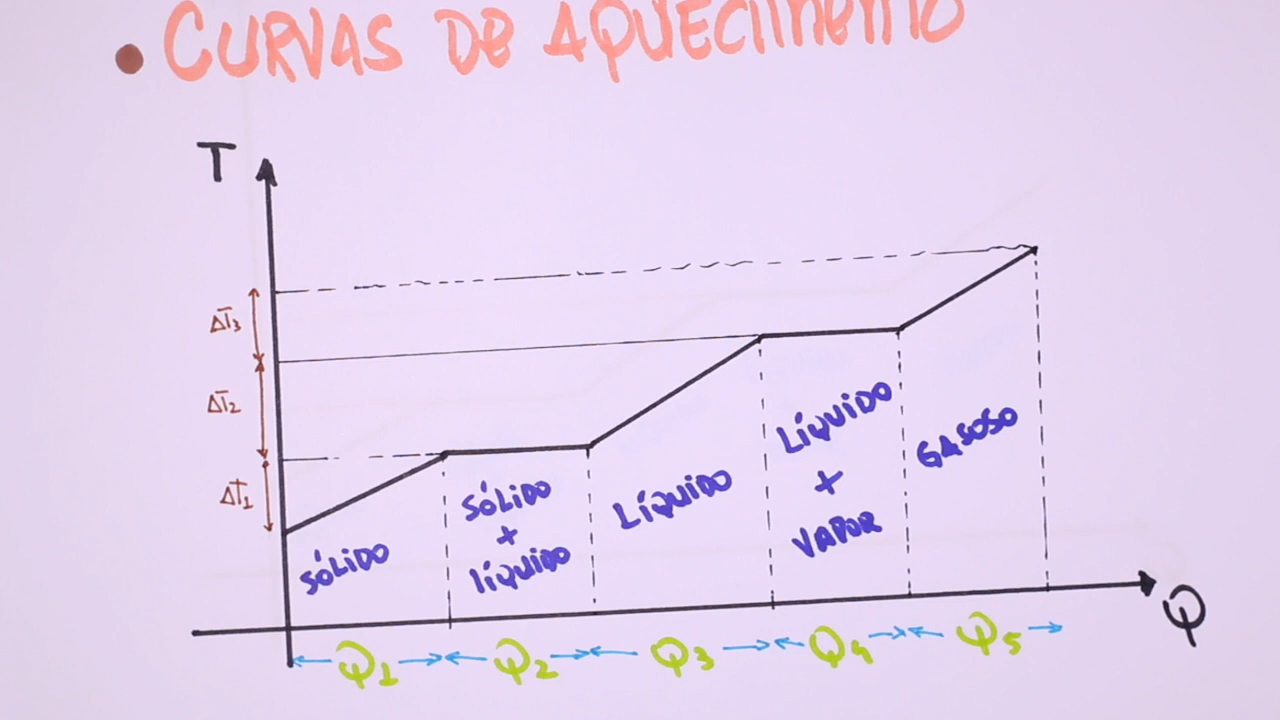 • CURVAS DE AQUECIMENTO
T
ΔT3
ΔT2
ΔT1
SÓLIDO
SÓLIDO
+
LÍQUIDO
LÍQUIDO
LÍQUIDO
+
VAPOR
GASOSO
Q
Q1
Q2
Q3
Q4
Q5